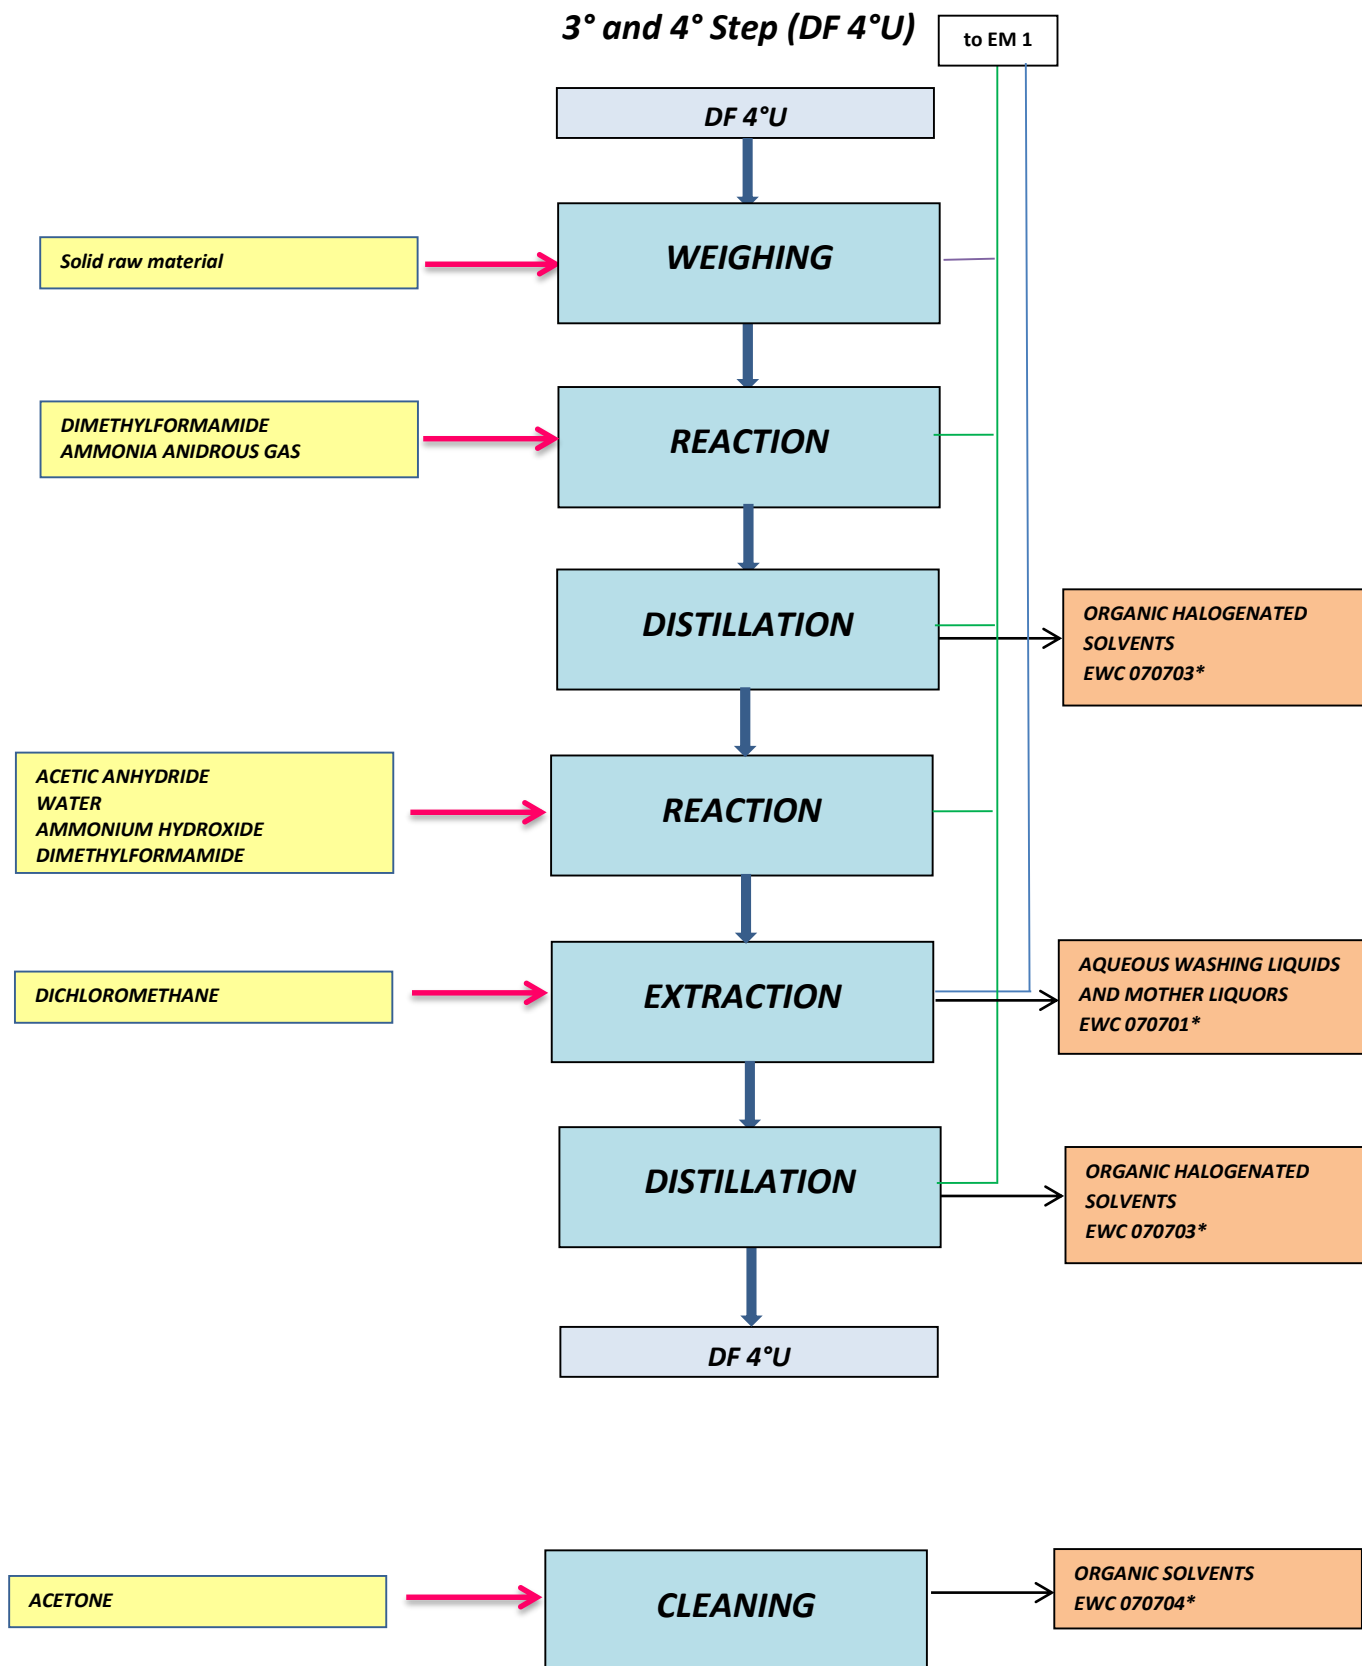 3° and 4° Step (DF 4°U)
to EM 1
DF 4°U
WEIGHING
Solid raw material
DIMETHYLFORMAMIDE
AMMONIA ANIDROUS GAS
REACTION
DISTILLATION
ORGANIC HALOGENATED
SOLVENTS
EWC 070703*
ACETIC ANHYDRIDE
WATER
AMMONIUM HYDROXIDE
DIMETHYLFORMAMIDE
REACTION
DICHLOROMETHANE
EXTRACTION
AQUEOUS WASHING LIQUIDS
AND MOTHER LIQUORS
EWC 070701*
DISTILLATION
ORGANIC HALOGENATED
SOLVENTS
EWC 070703*
DF 4°U
ACETONE
CLEANING
ORGANIC SOLVENTS
EWC 070704*